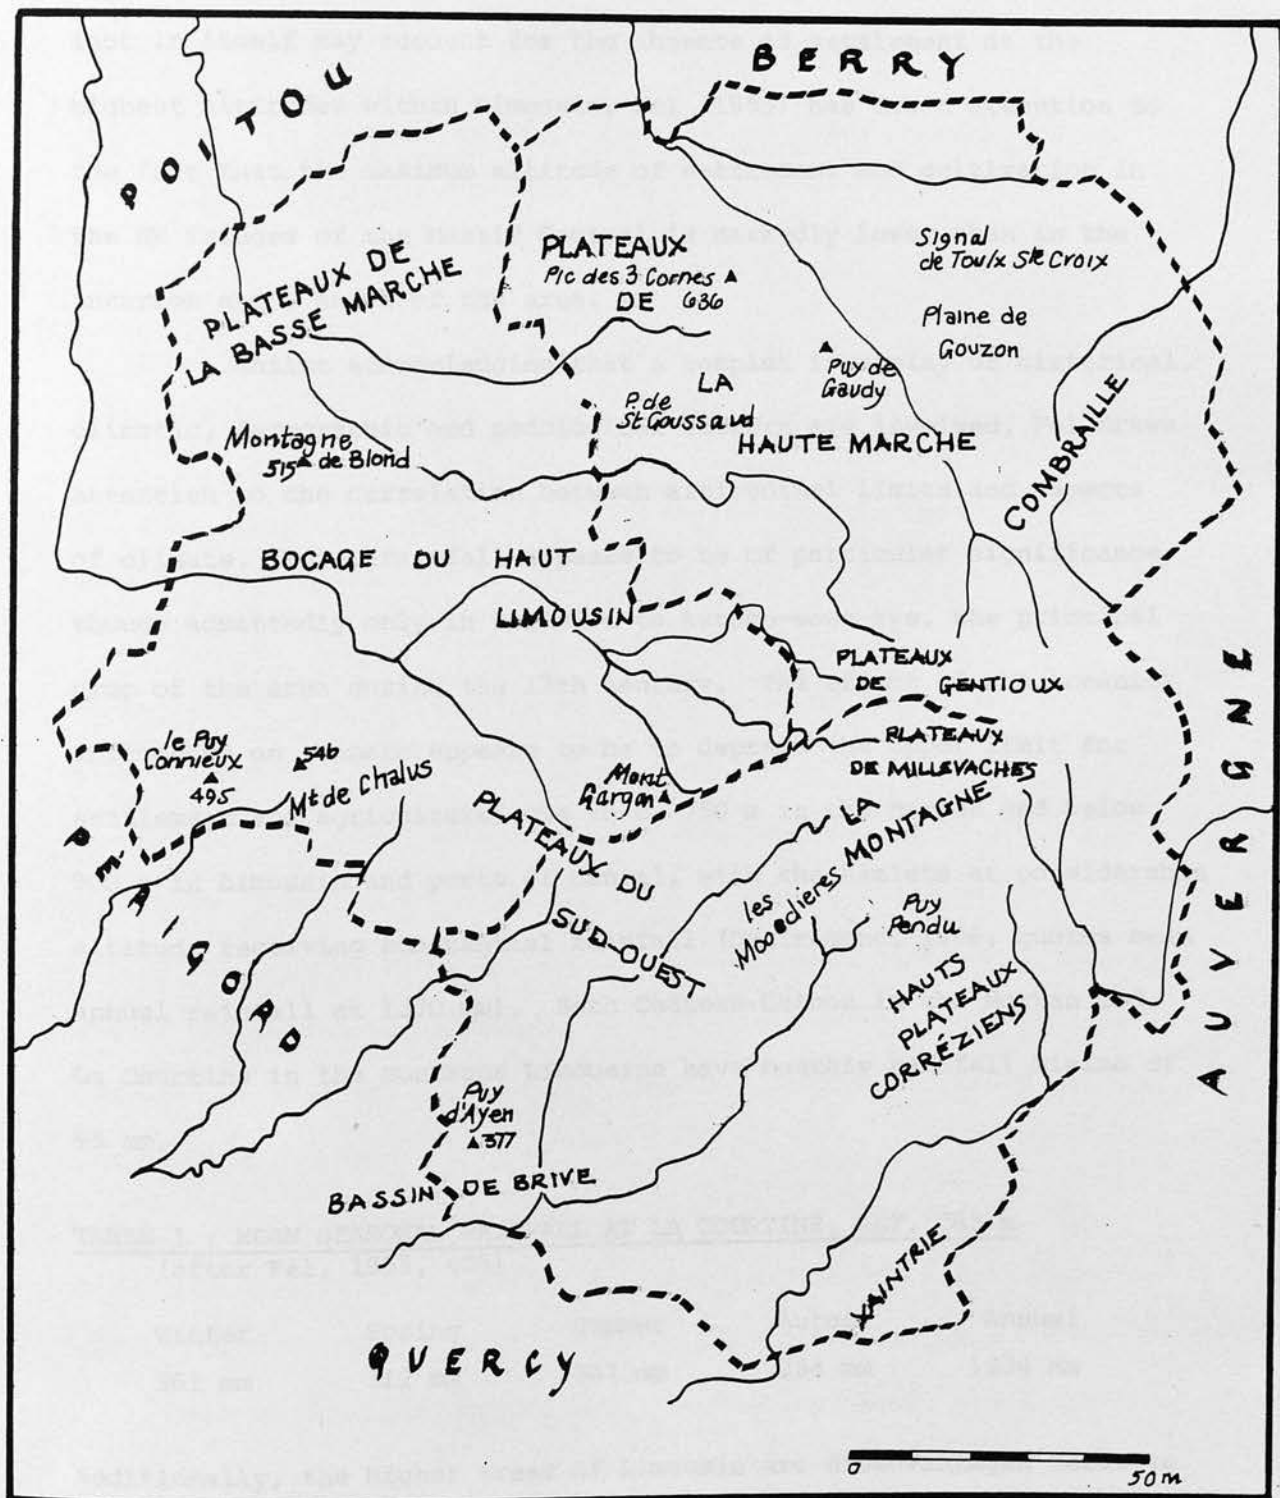 BERRY
POITOU
PLATEAUX DE
LA BASSE MARCHE
PLATEAUX
Pic des 3 Cornes
DE 636
LA
HAUTE MARCHE
Signal
de Toulx Ste Croix
Plaine de
Gouzon
Puy de
Gaudy
P. de
St Goussaud
COMBRAILLE
Montagne
515 de Blond
BOCAGE DU HAUT
LIMOUSIN
PLATEAUX
DE GENTIOUX
PLATEAUX
DE MILLEVACHES
LA
MONTAGNE
le Puy
Connieux
495
546
Mt de Chalus
Mont
Gargan
PLATEAUX DU
SUD-OUEST
les
Puy
Pendu
HAUTS
PLATEAUX
CORRÉZIENS
AUVERGNE
PERIGORD
Puy
d'Ayen
377
BASSIN DE BRIVE
XAINTRIE
QUERCY
0 50m